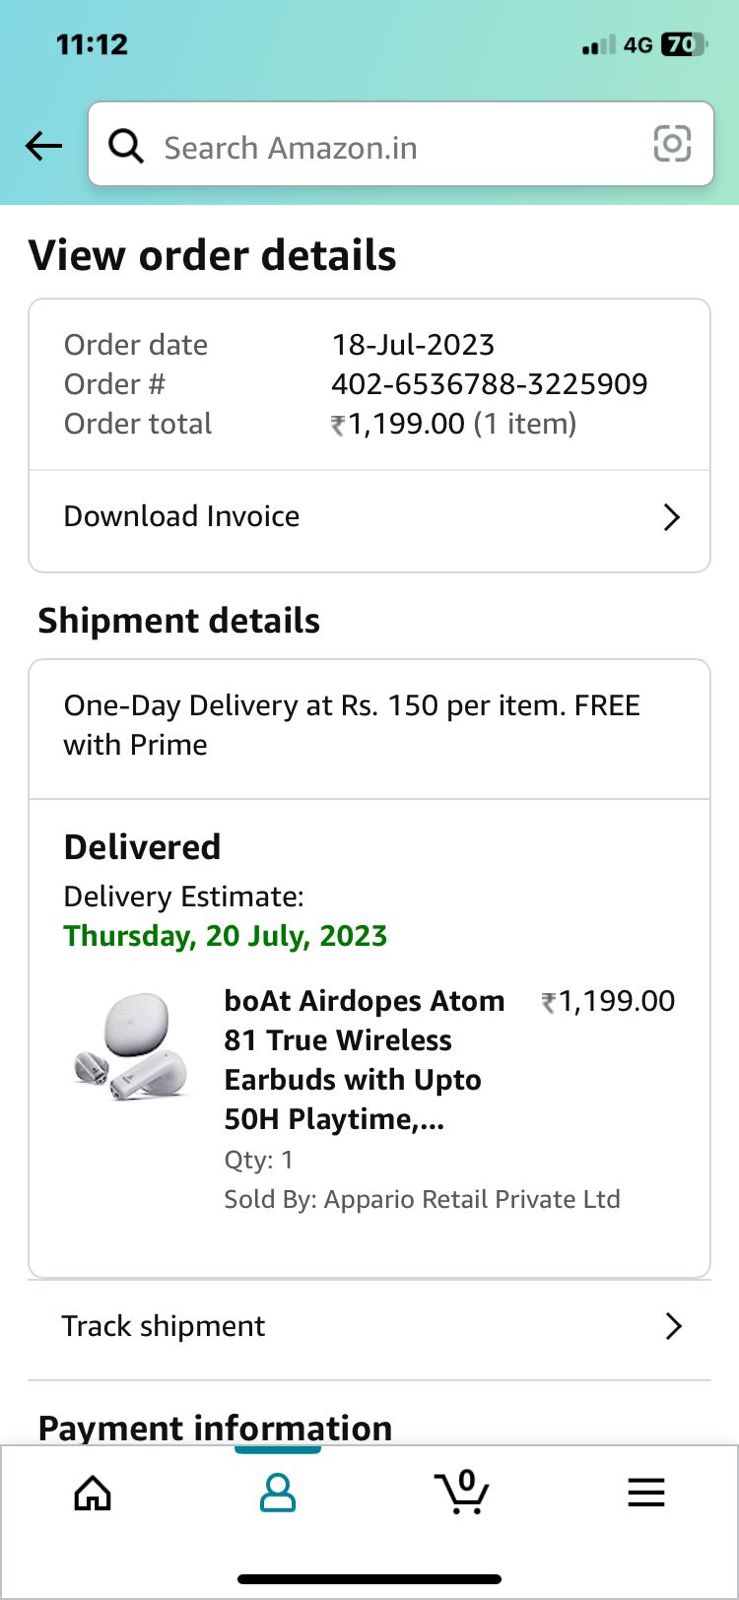 11:12
4G 70
Search Amazon.in
View order details
Order date 18-Jul-2023
Order # 402-6536788-3225909
Order total ₹1,199.00 (1 item)
Download Invoice
Shipment details
One-Day Delivery at Rs. 150 per item. FREE
with Prime
Delivered
Delivery Estimate:
Thursday, 20 July, 2023
boAt Airdopes Atom ₹1,199.00
81 True Wireless
Earbuds with Upto
50H Playtime,...
Qty: 1
Sold By: Appario Retail Private Ltd
Track shipment
Payment information
0